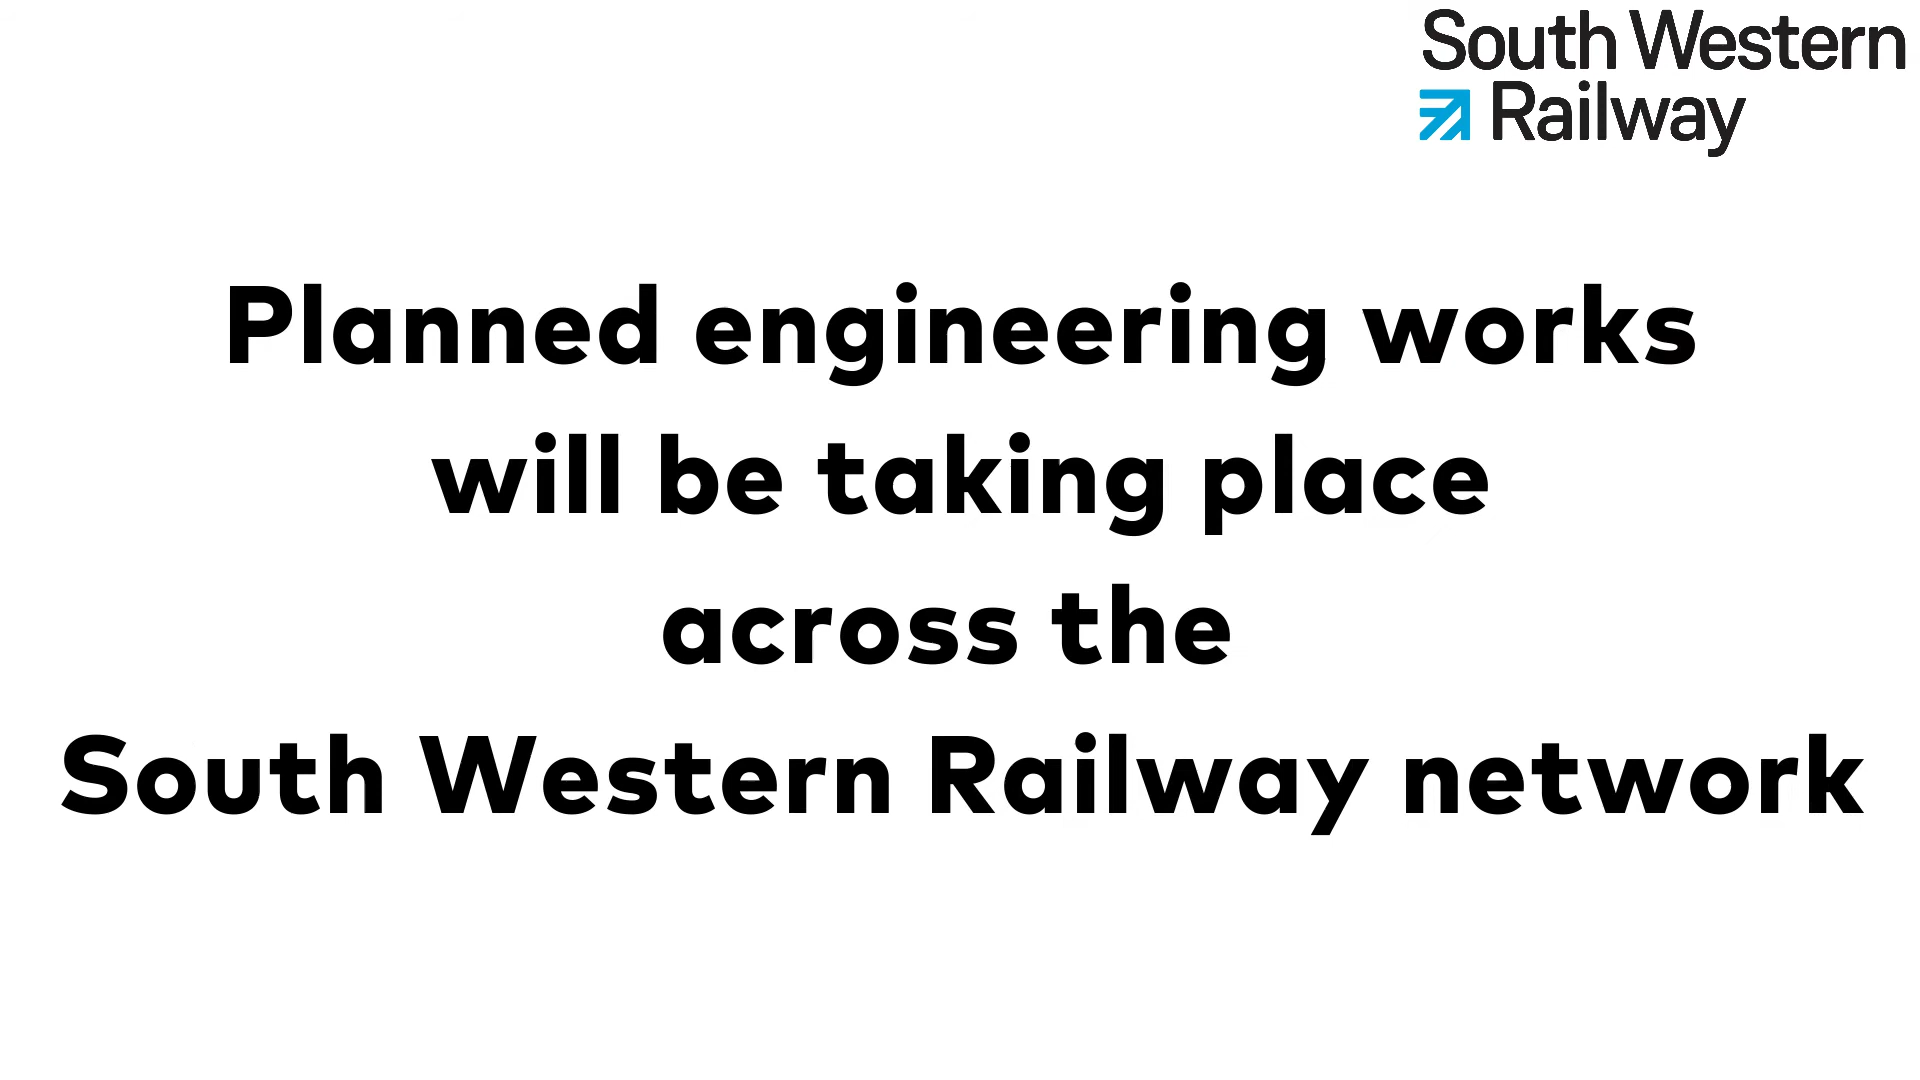 South Western
Railway
Planned engineering works
will be taking place
across the
South Western Railway network